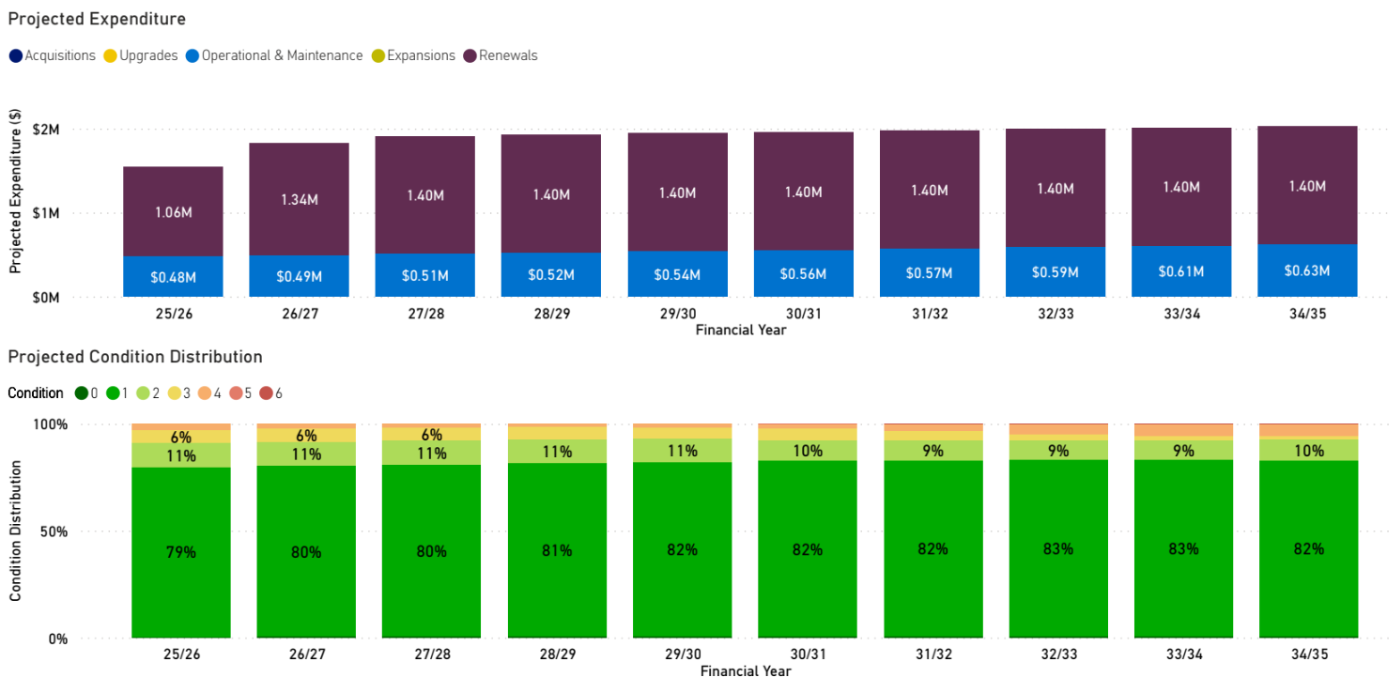 Projected Expenditure
Acquisitions Upgrades Operational & Maintenance Expansions Renewals
Projected Expenditure ($)
$2M
$1M
$0M
1.06M 1.34M 1.40M 1.40M 1.40M 1.40M 1.40M 1.40M 1.40M 1.40M
$0.48M $0.49M $0.51M $0.52M $0.54M $0.56M $0.57M $0.59M $0.61M $0.63M
25/26 26/27 27/28 28/29 29/30 30/31 31/32 32/33 33/34 34/35
Financial Year
Projected Condition Distribution
Condition 0 1 2 3 4 5 6
Condition Distribution
100%
50%
0%
6% 6% 6%
11% 11% 11% 11% 11% 10% 9% 9% 9% 10%
79% 80% 80% 81% 82% 82% 82% 83% 83% 82%
25/26 26/27 27/28 28/29 29/30 30/31 31/32 32/33 33/34 34/35
Financial Year